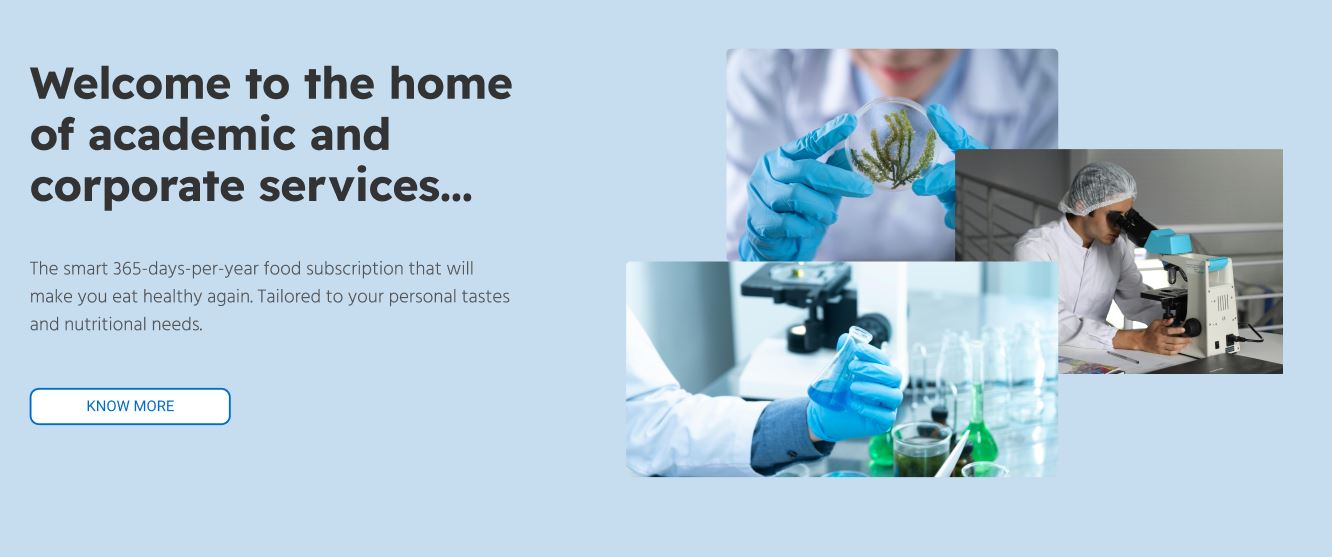 Welcome to the home
of academic and
corporate services...
The smart 365-days-per-year food subscription that will
make you eat healthy again. Tailored to your personal tastes
and nutritional needs.
KNOW MORE